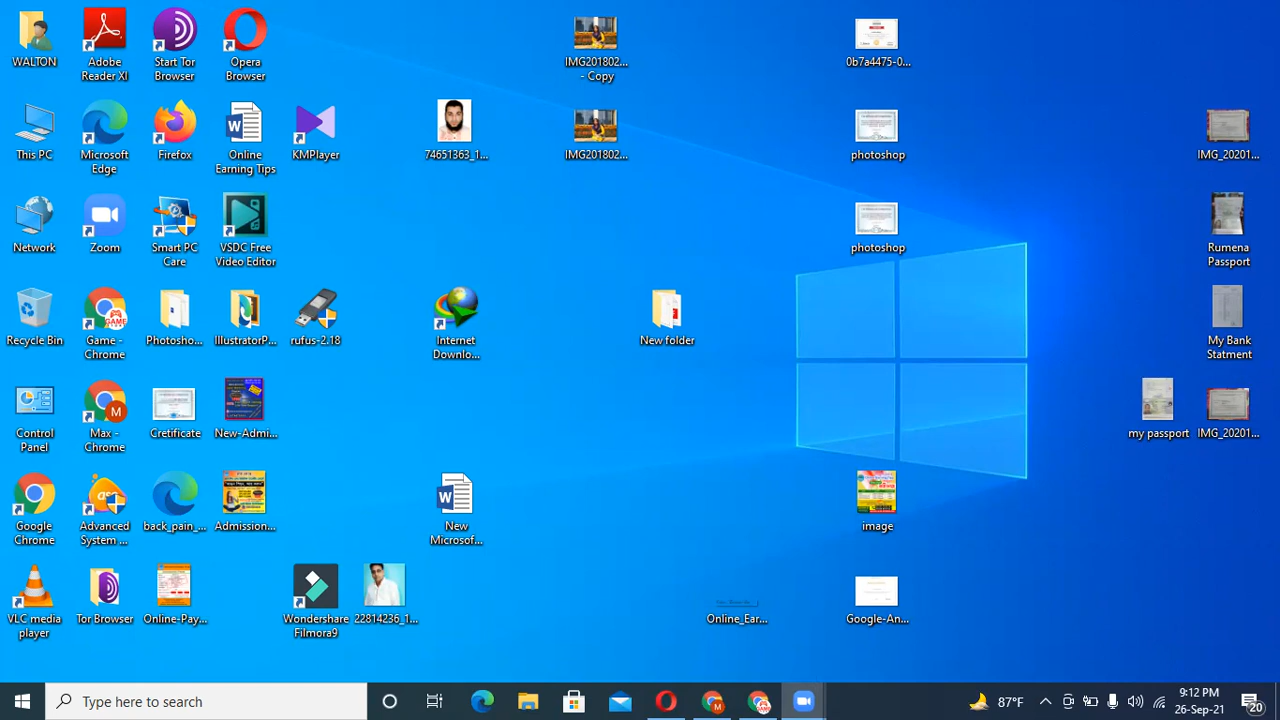 WALTON
Adobe
Reader XI
Start Tor
Browser
Opera
Browser
IMG201802...
- Copy
0b7a4475-0...
This PC
Microsoft
Edge
Firefox
Online
Earning Tips
KMPlayer
74651363_1...
IMG201802...
photoshop
IMG_20201...
Network
Zoom
Smart PC
Care
VSDC Free
Video Editor
photoshop
Rumena
Passport
Recycle Bin
Game -
Chrome
Photosho...
IllustratorP...
rufus-2.18
Internet
Downlo...
New folder
My Bank
Statment
Control
Panel
Max -
Chrome
Cretificate
New-Admi...
my passport
IMG_20201...
Google
Chrome
Advanced
System ...
back_pain_...
Admission...
New
Microsof...
image
VLC media
player
Tor Browser
Online-Pay...
Wondershare
Filmora9
22814236_1...
Online_Ear...
Google-An...
Type here to search
87°F
9:12 PM
26-Sep-21
20